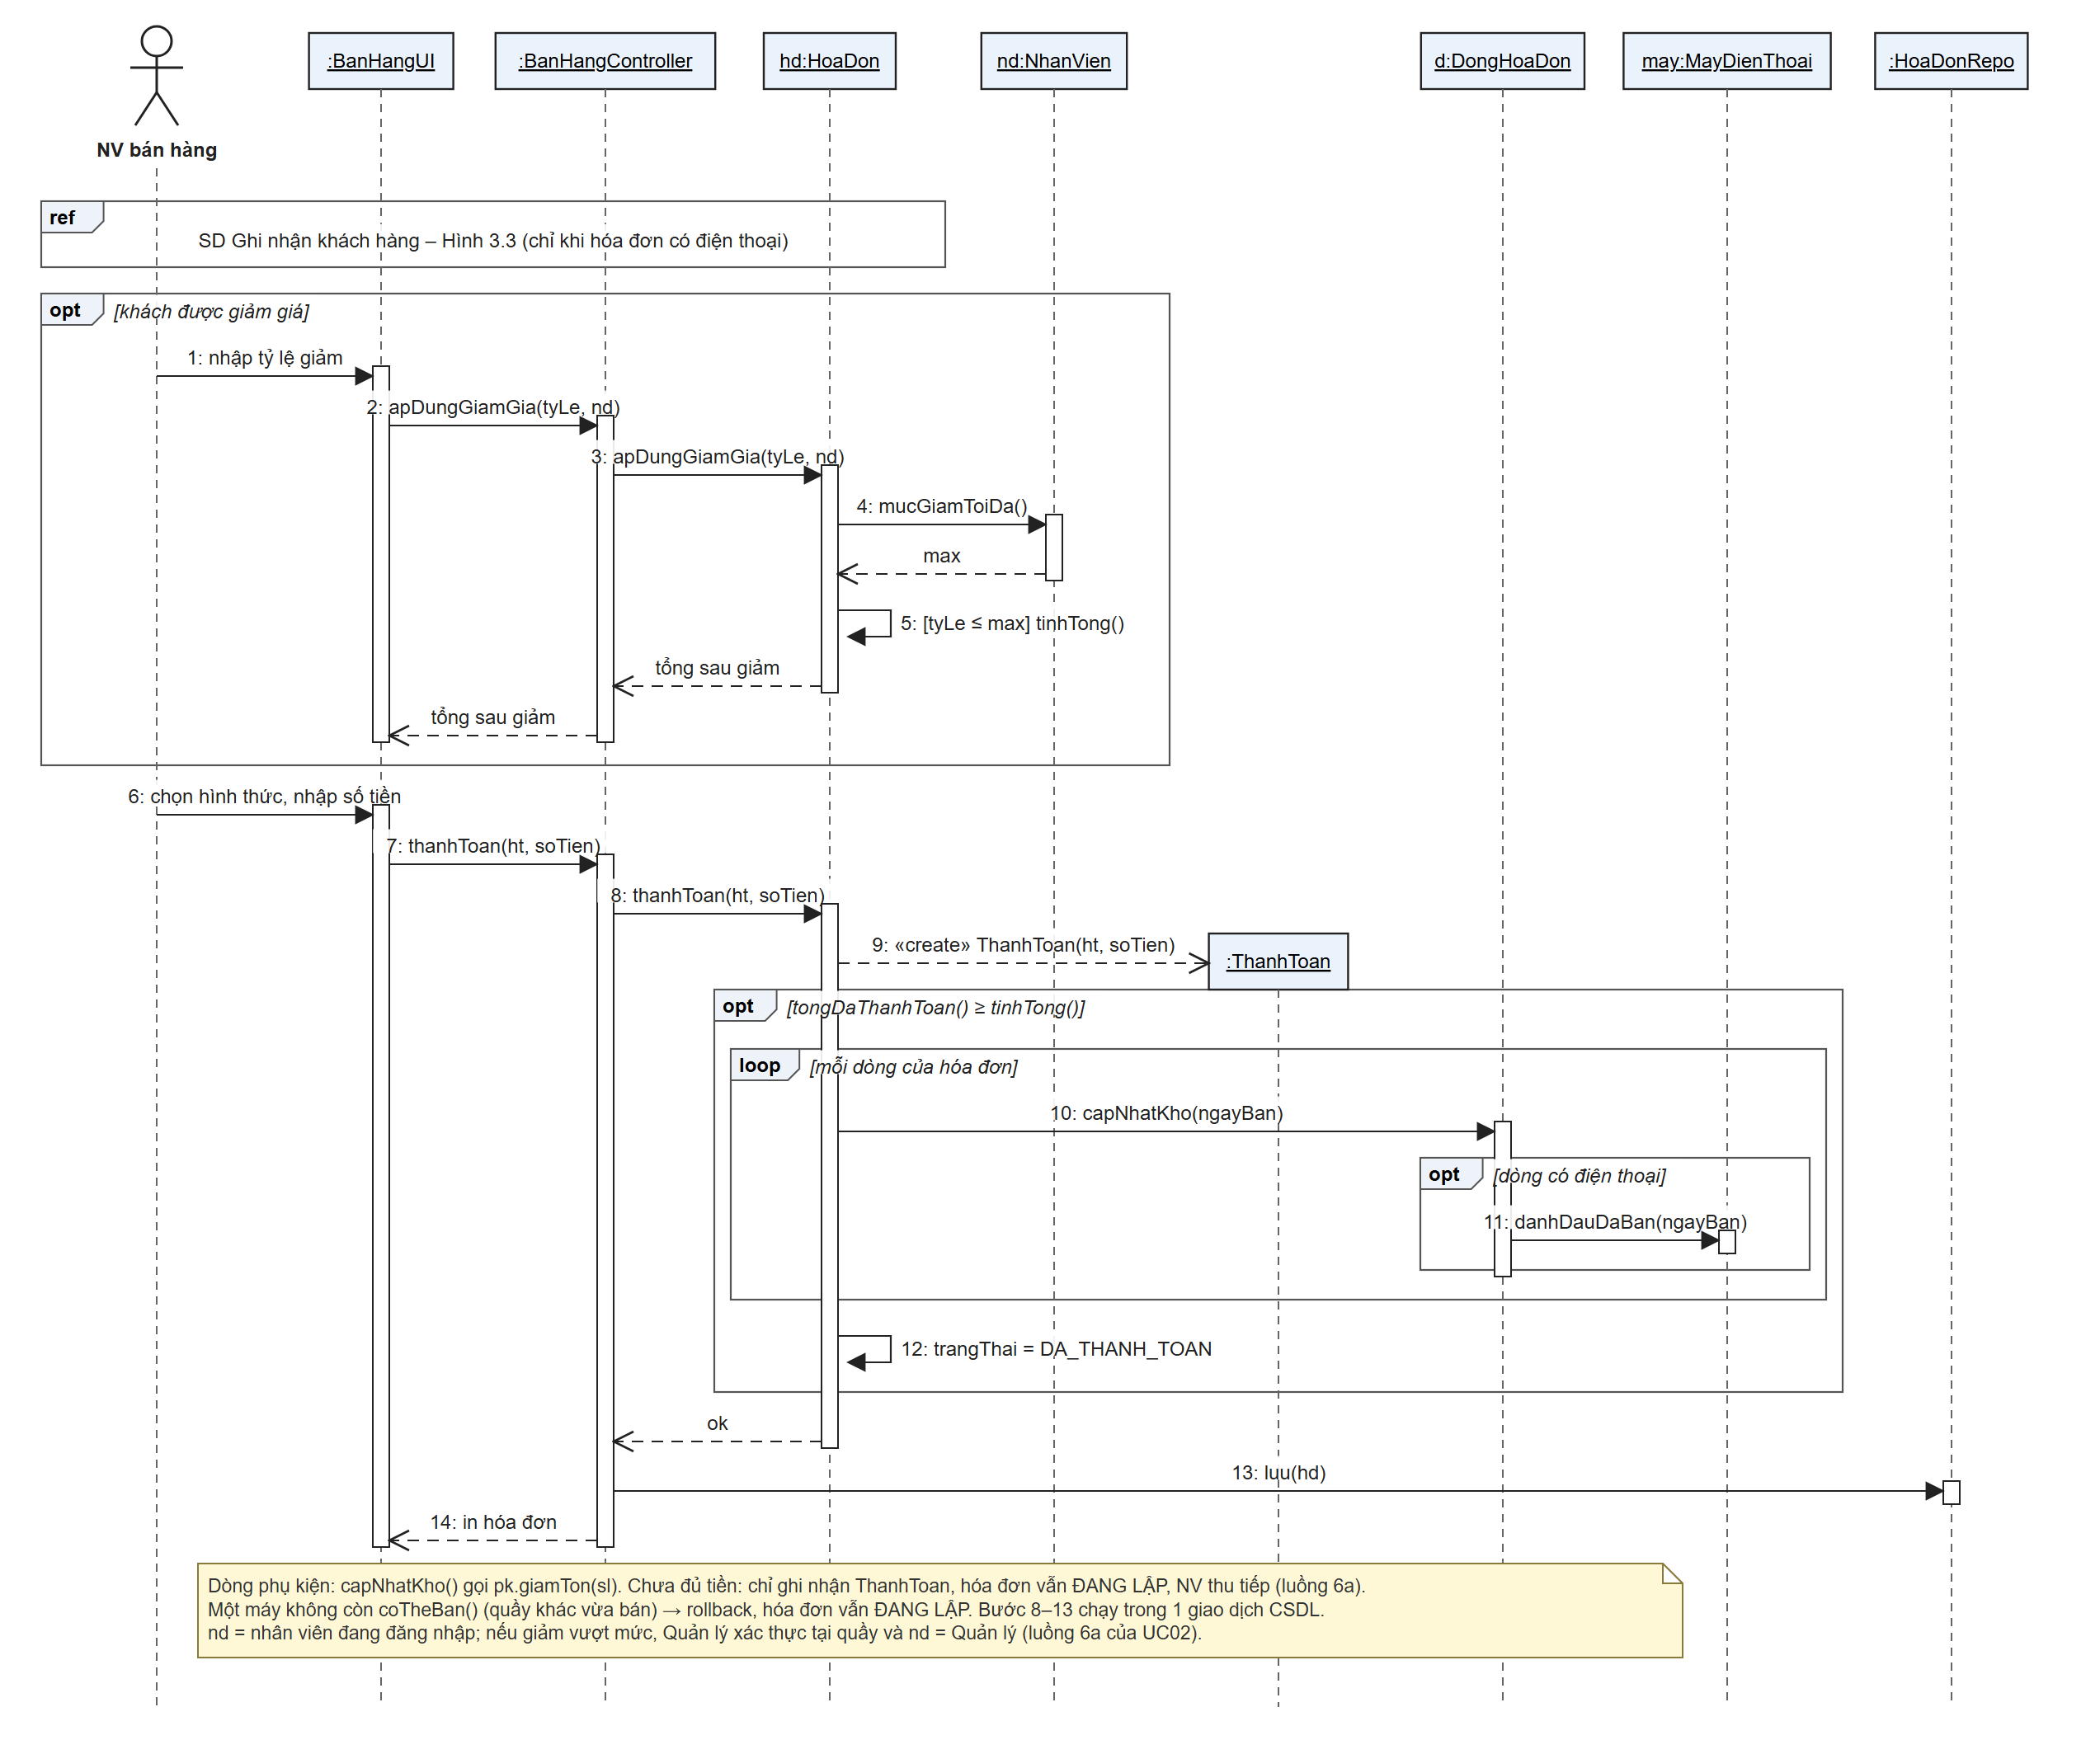 :BanHangUI
:BanHangController
hd:HoaDon
nd:NhanVien
d:DongHoaDon
may:MayDienThoai
:HoaDonRepo
NV bán hàng
ref
SD Ghi nhận khách hàng – Hình 3.3 (chỉ khi hóa đơn có điện thoại)
opt
[khách được giảm giá]
1: nhập tỷ lệ giảm
2: apDungGiamGia(tyLe, nd)
3: apDungGiamGia(tyLe, nd)
4: mucGiamToiDa()
max
5: [tyLe ≤ max] tinhTong()
tổng sau giảm
tổng sau giảm
6: chọn hình thức, nhập số tiền
7: thanhToan(ht, soTien)
8: thanhToan(ht, soTien)
9: «create» ThanhToan(ht, soTien)
:ThanhToan
opt
[tongDaThanhToan() ≥ tinhTong()]
loop
[mỗi dòng của hóa đơn]
10: capNhatKho(ngayBan)
opt
[dòng có điện thoại]
11: danhDauDaBan(ngayBan)
12: trangThai = DA_THANH_TOAN
ok
13: luu(hd)
14: in hóa đơn
Dòng phụ kiện: capNhatKho() gọi pk.giamTon(sl). Chưa đủ tiền: chỉ ghi nhận ThanhToan, hóa đơn vẫn ĐANG LẬP, NV thu tiếp (luồng 6a).
Một máy không còn coTheBan() (quầy khác vừa bán) → rollback, hóa đơn vẫn ĐANG LẬP. Bước 8–13 chạy trong 1 giao dịch CSDL.
nd = nhân viên đang đăng nhập; nếu giảm vượt mức, Quản lý xác thực tại quầy và nd = Quản lý (luồng 6a của UC02).